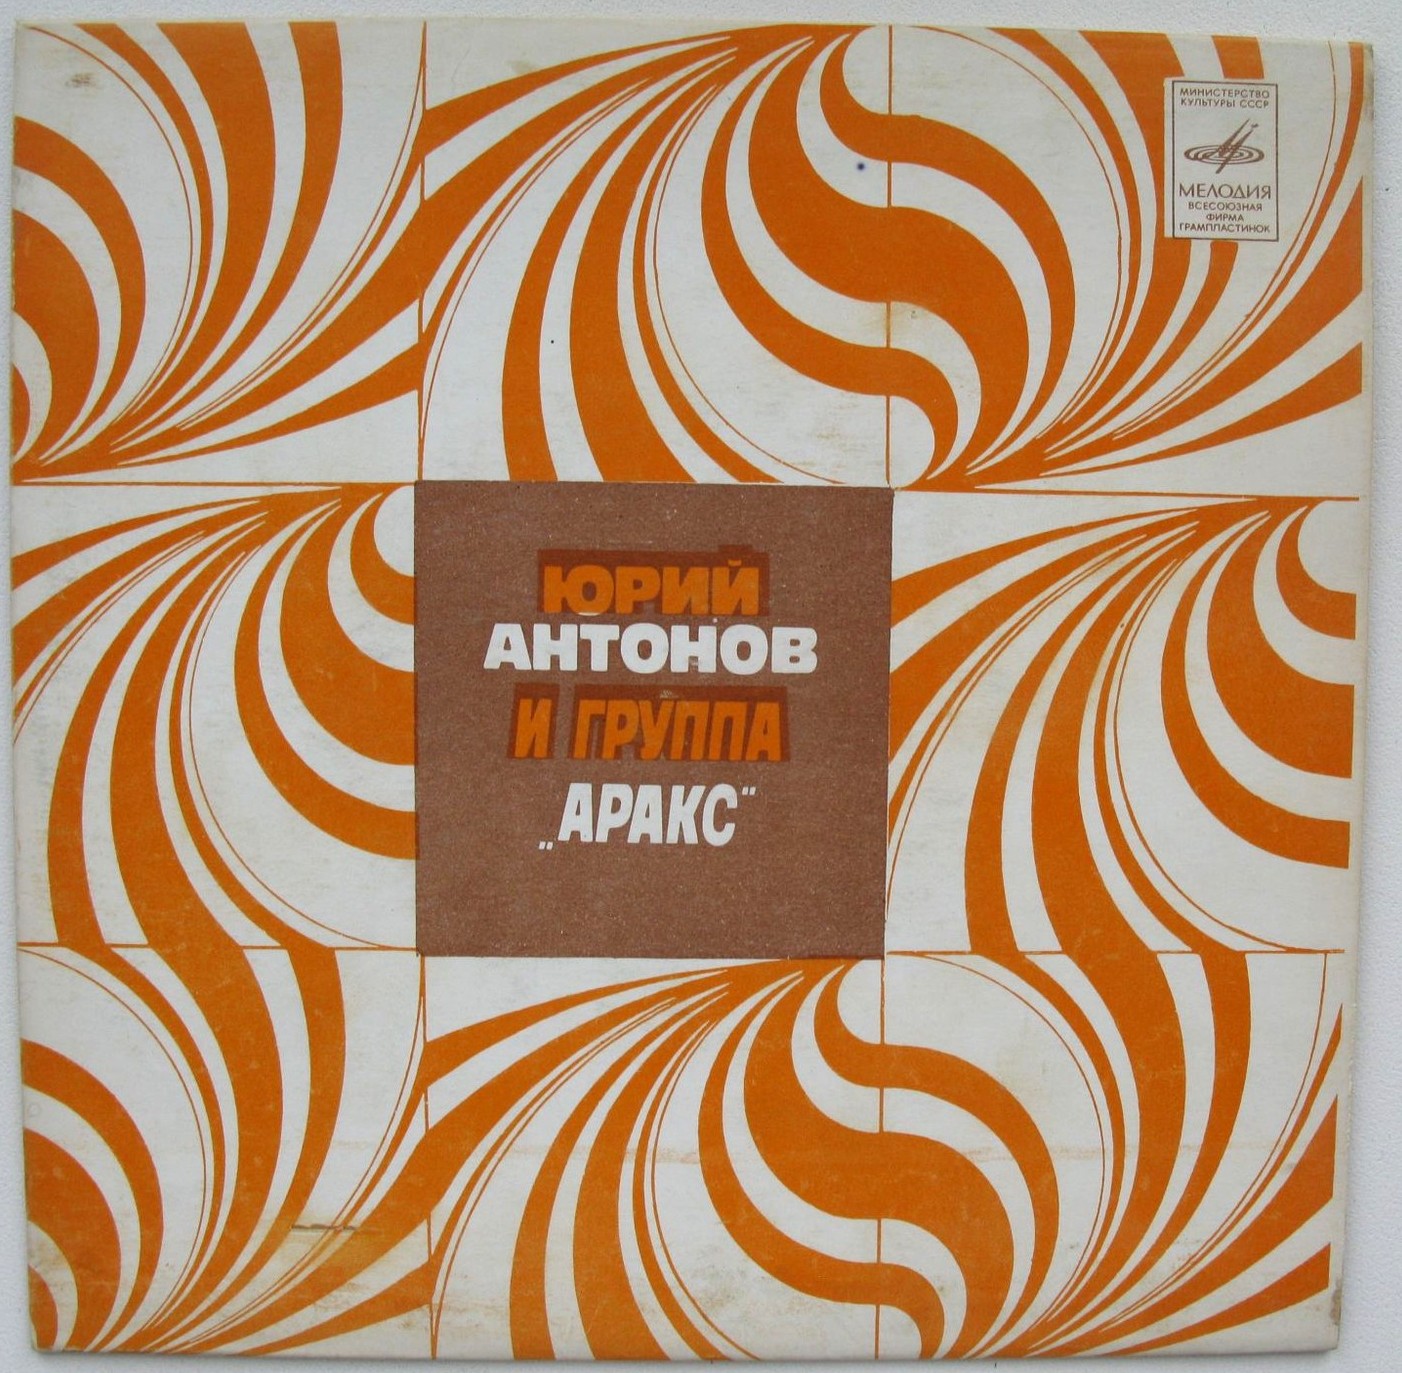 МИНИСТЕРСТВО
КУЛЬТУРЫ СССР
МЕЛОДИЯ
ВСЕСОЮЗНАЯ
ФИРМА
ГРАМПЛАСТИНОК
ЮРИЙ
АНТОНОВ
И ГРУППА
„АРАКС“